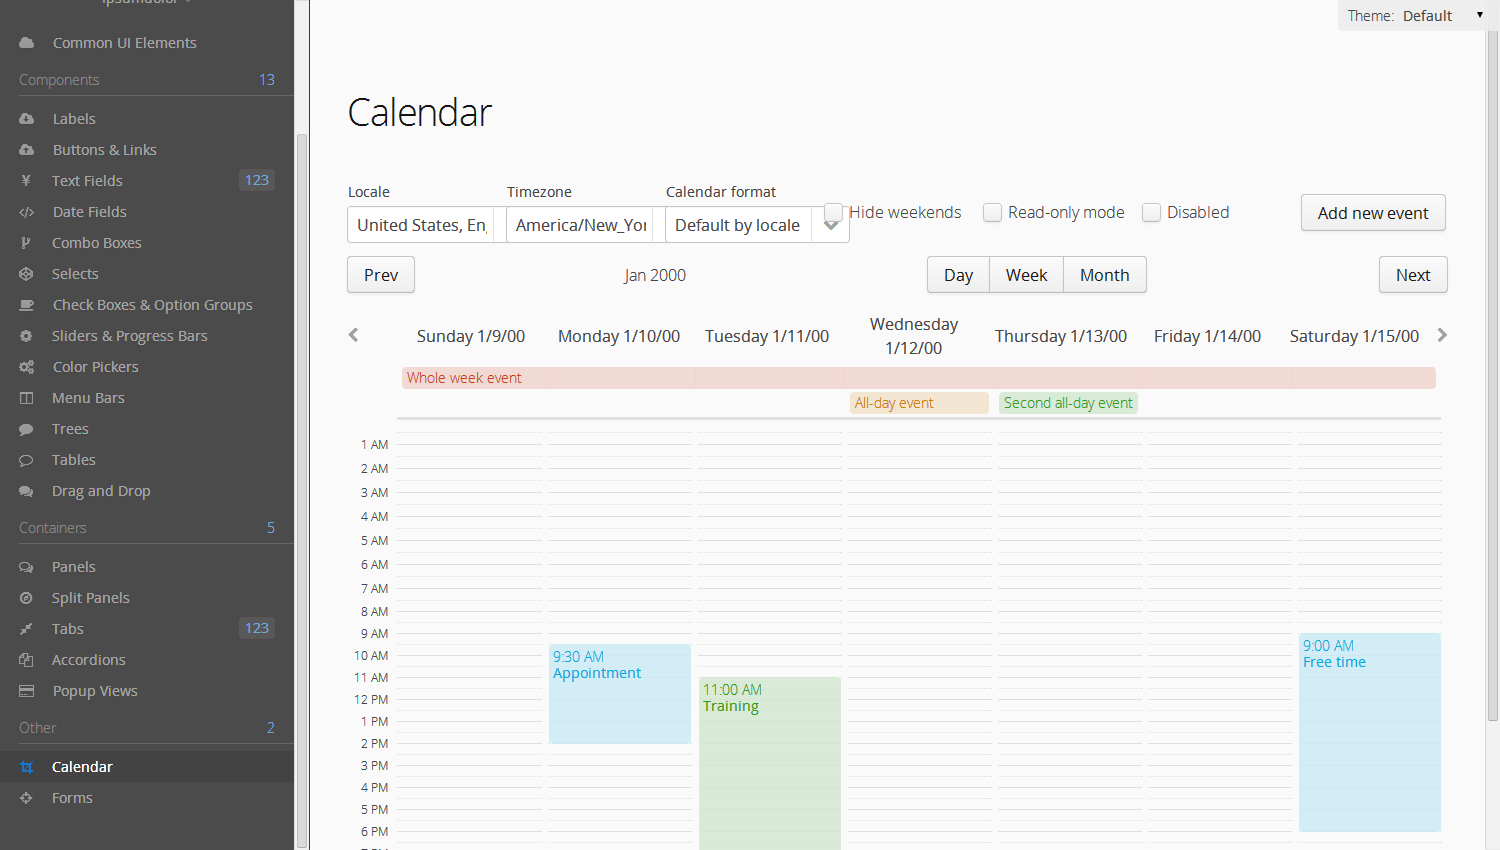 Common UI Elements
Components 13
Labels
Buttons & Links
Text Fields 123
Date Fields
Combo Boxes
Selects
Check Boxes & Option Groups
Sliders & Progress Bars
Color Pickers
Menu Bars
Trees
Tables
Drag and Drop
Containers 5
Panels
Split Panels
Tabs 123
Accordions
Popup Views
Other 2
Calendar
Forms
Theme: Default
Calendar
Locale Timezone Calendar format
United States, En America/New_Yo Default by locale Hide weekends Read-only mode Disabled Add new event
Prev Jan 2000 Day Week Month Next
Sunday 1/9/00 Monday 1/10/00 Tuesday 1/11/00 Wednesday 1/12/00 Thursday 1/13/00 Friday 1/14/00 Saturday 1/15/00
Whole week event
All-day event Second all-day event
1 AM
2 AM
3 AM
4 AM
5 AM
6 AM
7 AM
8 AM
9 AM
10 AM
11 AM
12 PM
1 PM
2 PM
3 PM
4 PM
5 PM
6 PM
9:30 AM
Appointment
11:00 AM
Training
9:00 AM
Free time